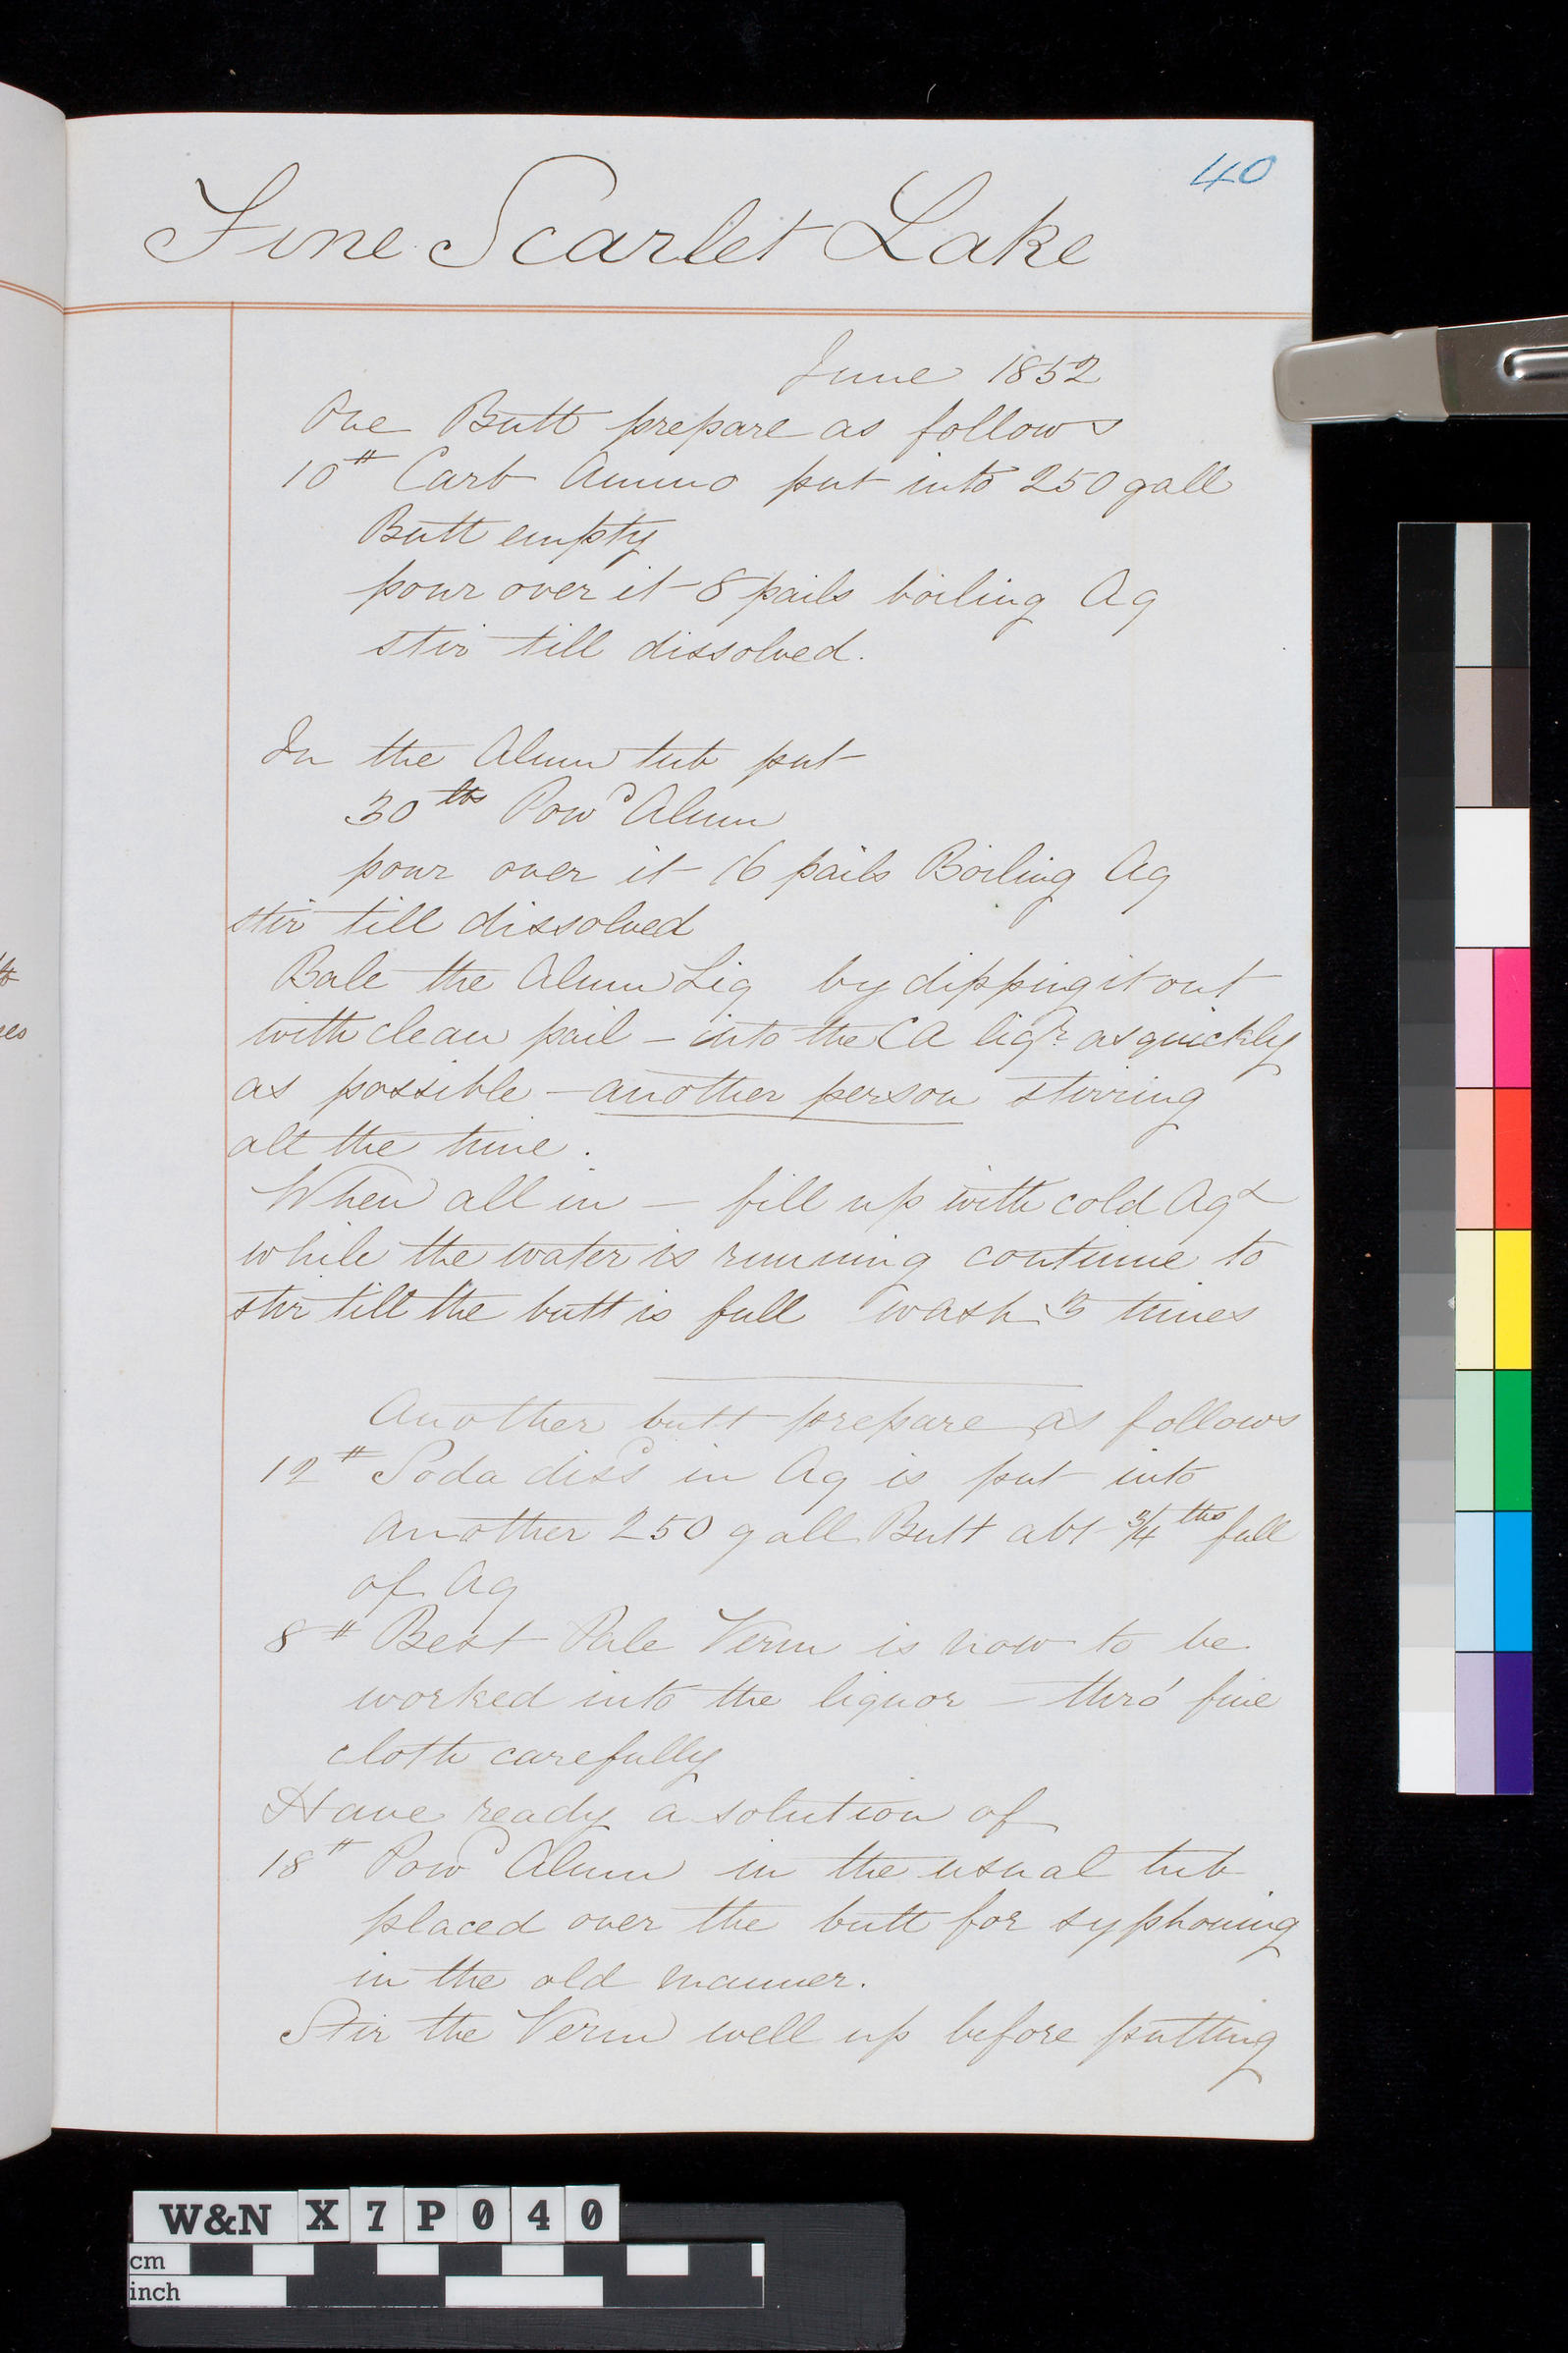 40
Fine Scarlet Lake
June 1852
One Butt prepare as follows
10# Carb Ammo put into 250 gall
Butt empty
pour over it 8 pails boiling Aq
stir till dissolved.
In the Alum tub put
30 lbs Powd Alum
pour over it 16 pails Boiling Aq
stir till dissolved
Bale the Alum Liq by dipping it out
with clean pail – into the CA liqr as quickly
as possible – another person stirring
all the time.
When all in – fill up with cold Aq &
while the water is running continue to
stir till the butt is full wash 3 times
Another butt prepare as follows
12# Soda dissd in Aq is put into
another 250 gall Butt abt 3/4ths full
of Aq
8# Best Pale Verm is now to be
worked into the liquor – thro' fine
cloth carefully
Have ready a solution of
18# Powd Alum in the usual tub
placed over the butt for syphoning
in the old manner.
Stir the Verm well up before putting
W&N X 7 P 0 4 0
cm
inch